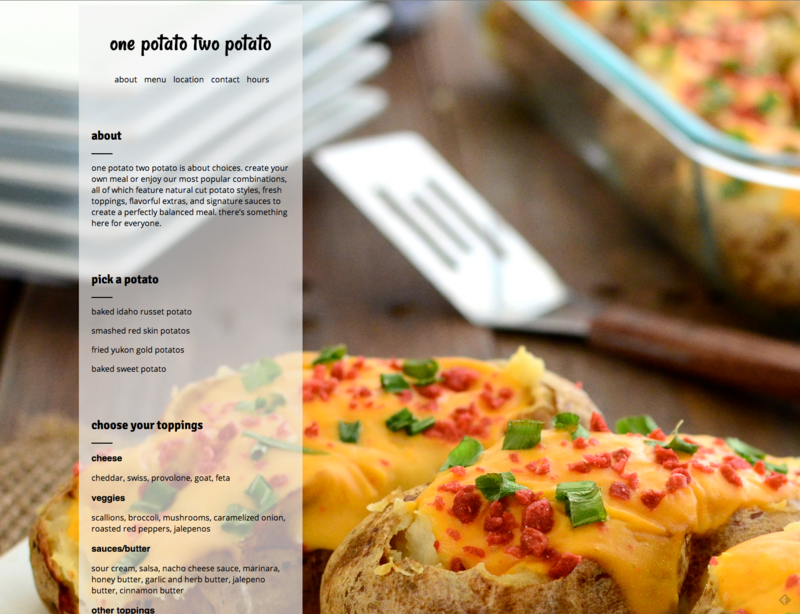 one potato two potato
about menu location contact hours
about
one potato two potato is about choices. create your
own meal or enjoy our most popular combinations,
all of which feature natural cut potato styles, fresh
toppings, flavorful extras, and signature sauces to
create a perfectly balanced meal. there's something
here for everyone.
pick a potato
baked idaho russet potato
smashed red skin potatos
fried yukon gold potatos
baked sweet potato
choose your toppings
cheese
cheddar, swiss, provolone, goat, feta
veggies
scallions, broccoli, mushrooms, caramelized onion,
roasted red peppers, jalepenos
sauces/butter
sour cream, salsa, nacho cheese sauce, marinara,
honey butter, garlic and herb butter, jalepeno
butter, cinnamon butter
other toppings